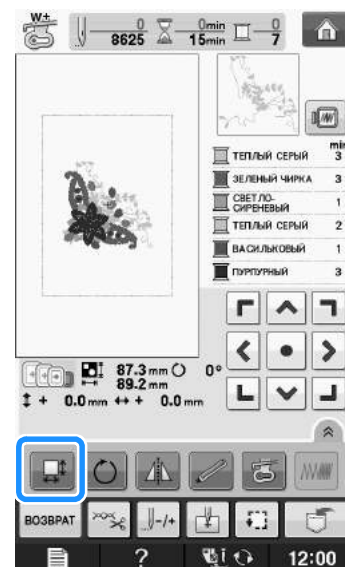 W+
0 0min 0
8625 15min 7
min
ТЕПЛЫЙ СЕРЫЙ 3
ЗЕЛЕНЫЙ ЧИРКА 3
СВЕТЛО-
СИРЕНЕВЫЙ 1
ТЕПЛЫЙ СЕРЫЙ 2
ВАСИЛЬКОВЫЙ 1
ПУРПУРНЫЙ 3
87.3 mm 0°
89.2 mm
+ 0.0 mm + 0.0 mm
ВОЗВРАТ -/+
? i 12:00